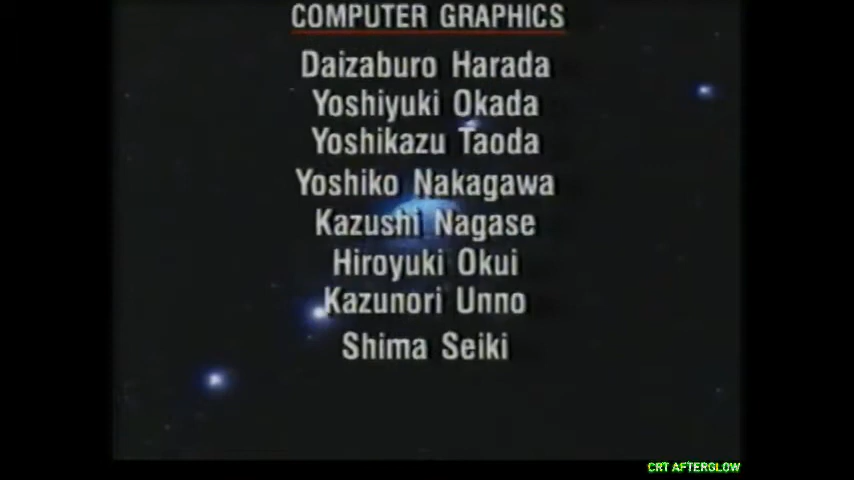 COMPUTER GRAPHICS
Daizaburo Harada
Yoshiyuki Okada
Yoshikazu Taoda
Yoshiko Nakagawa
Kazushi Nagase
Hiroyuki Okui
Kazunori Unno
Shima Seiki
CRT AFTERGLOW